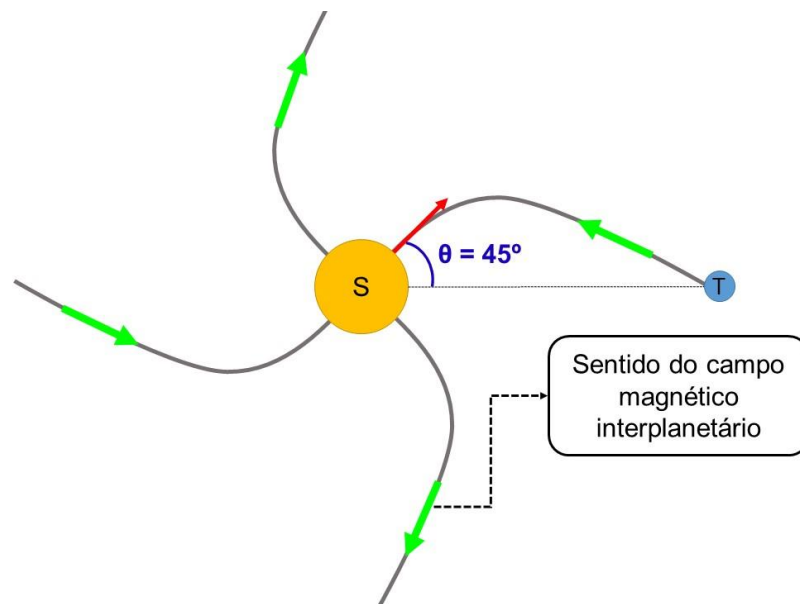 θ = 45º
S
T
Sentido do campo
magnético
interplanetário